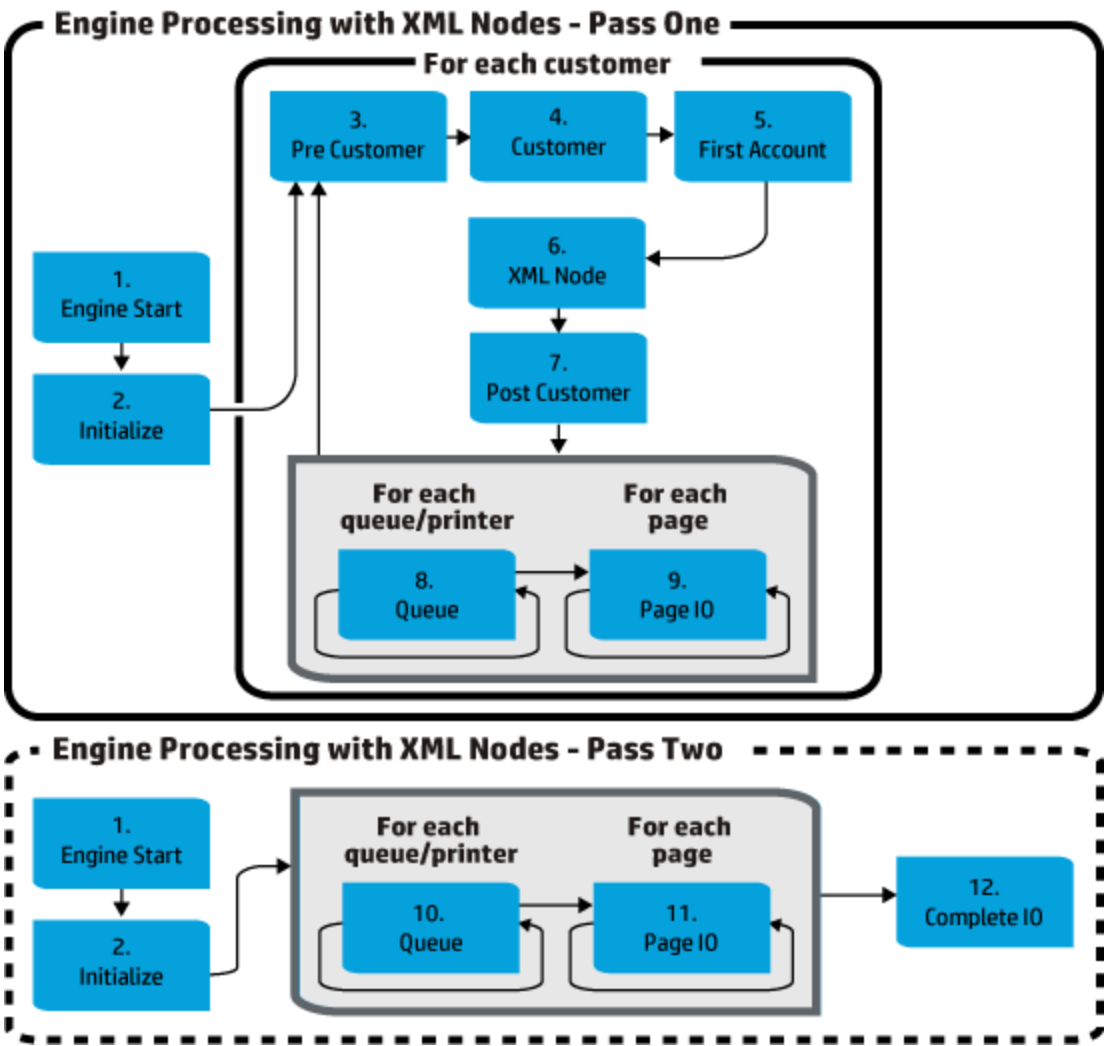 Engine Processing with XML Nodes - Pass One
For each customer
3.
Pre Customer
4.
Customer
5.
First Account
6.
XML Node
1.
Engine Start
7.
Post Customer
2.
Initialize
For each
queue/printer
For each
page
8.
Queue
9.
Page IO
Engine Processing with XML Nodes - Pass Two
1.
Engine Start
2.
Initialize
For each
queue/printer
For each
page
10.
Queue
11.
Page IO
12.
Complete IO